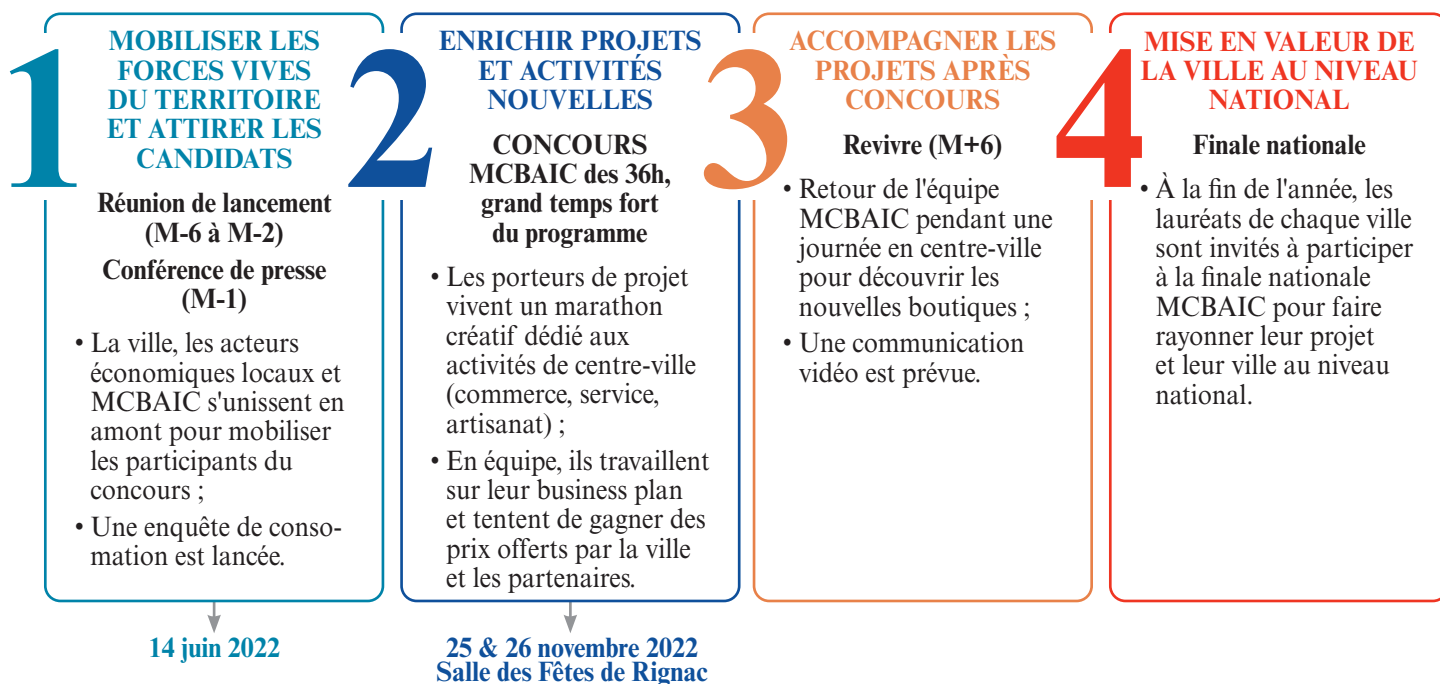 1
MOBILISER LES
FORCES VIVES
DU TERRITOIRE
ET ATTIRER LES
CANDIDATS
Réunion de lancement
(M-6 à M-2)
Conférence de presse
(M-1)
• La ville, les acteurs
économiques locaux et
MCBAIC s'unissent en
amont pour mobiliser
les participants du
concours ;
• Une enquête de conso-
mation est lancée.
14 juin 2022
2
ENRICHIR PROJETS
ET ACTIVITÉS
NOUVELLES
CONCOURS
MCBAIC des 36h,
grand temps fort
du programme
• Les porteurs de projet
vivent un marathon
créatif dédié aux
activités de centre-ville
(commerce, service,
artisanat) ;
• En équipe, ils travaillent
sur leur business plan
et tentent de gagner des
prix offerts par la ville
et les partenaires.
25 & 26 novembre 2022
Salle des Fêtes de Rignac
3
ACCOMPAGNER LES
PROJETS APRÈS
CONCOURS
Revivre (M+6)
• Retour de l'équipe
MCBAIC pendant une
journée en centre-ville
pour découvrir les
nouvelles boutiques ;
• Une communication
vidéo est prévue.
4
MISE EN VALEUR DE
LA VILLE AU NIVEAU
NATIONAL
Finale nationale
• À la fin de l'année, les
lauréats de chaque ville
sont invités à participer
à la finale nationale
MCBAIC pour faire
rayonner leur projet
et leur ville au niveau
national.